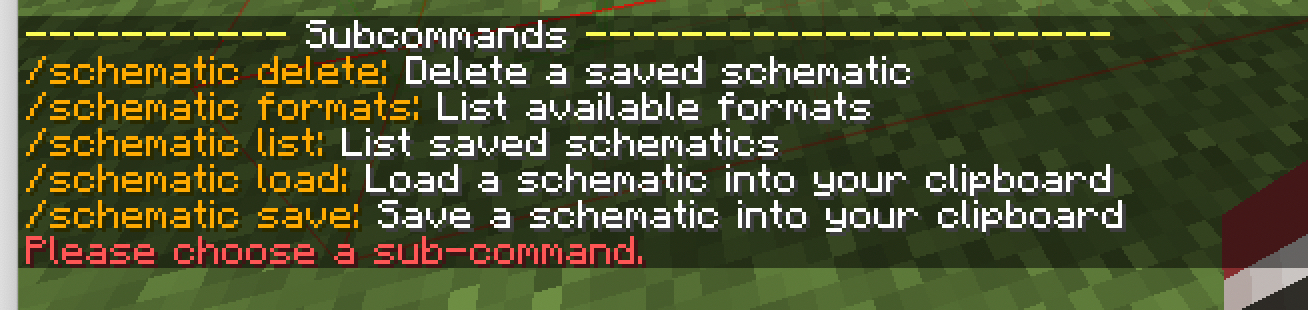 ----------- Subcommands ----------------------
/schematic delete: Delete a saved schematic
/schematic formats: List available formats
/schematic list: List saved schematics
/schematic load: Load a schematic into your clipboard
/schematic save: Save a schematic into your clipboard
Please choose a sub-command.